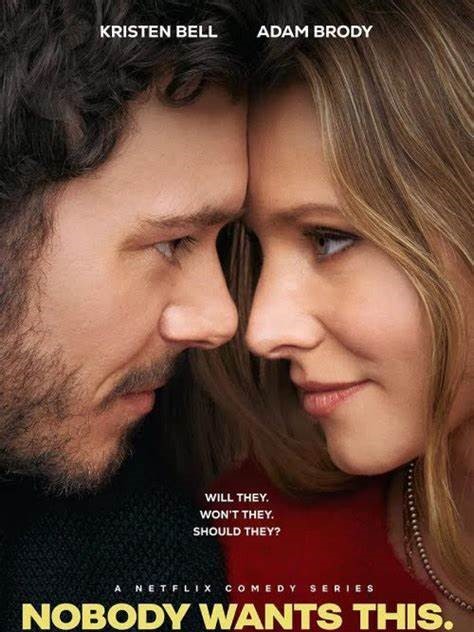 KRISTEN BELL ADAM BRODY
WILL THEY.
WON'T THEY.
SHOULD THEY?
A NETFLIX COMEDY SERIES
NOBODY WANTS THIS.